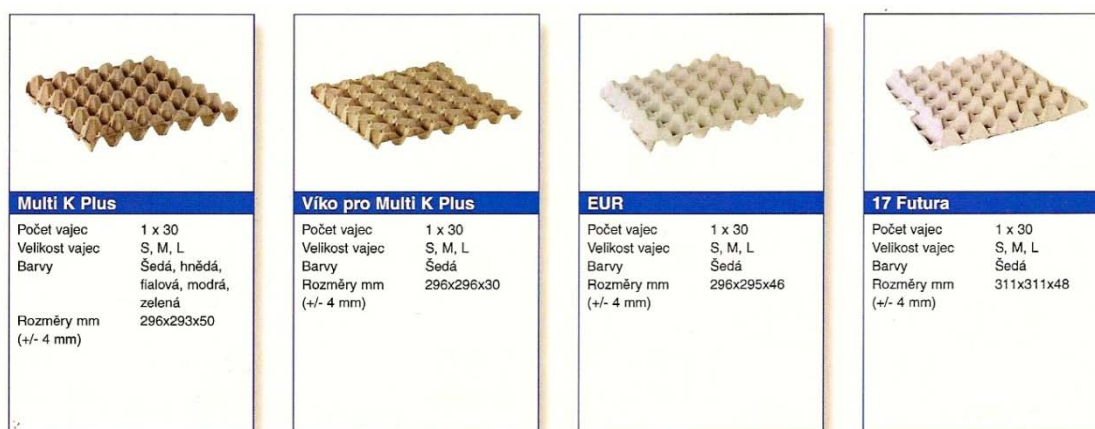 Multi K Plus
Počet vajec 1 x 30
Velikost vajec S, M, L
Barvy Šedá, hnědá,
fialová, modrá,
zelená
Rozměry mm 296x293x50
(+/- 4 mm)
Víko pro Multi K Plus
Počet vajec 1 x 30
Velikost vajec S, M, L
Barvy Šedá
Rozměry mm 296x296x30
(+/- 4 mm)
EUR
Počet vajec 1 x 30
Velikost vajec S, M, L
Barvy Šedá
Rozměry mm 296x295x46
(+/- 4 mm)
17 Futura
Počet vajec 1 x 30
Velikost vajec S, M, L
Barvy Šedá
Rozměry mm 311x311x48
(+/- 4 mm)